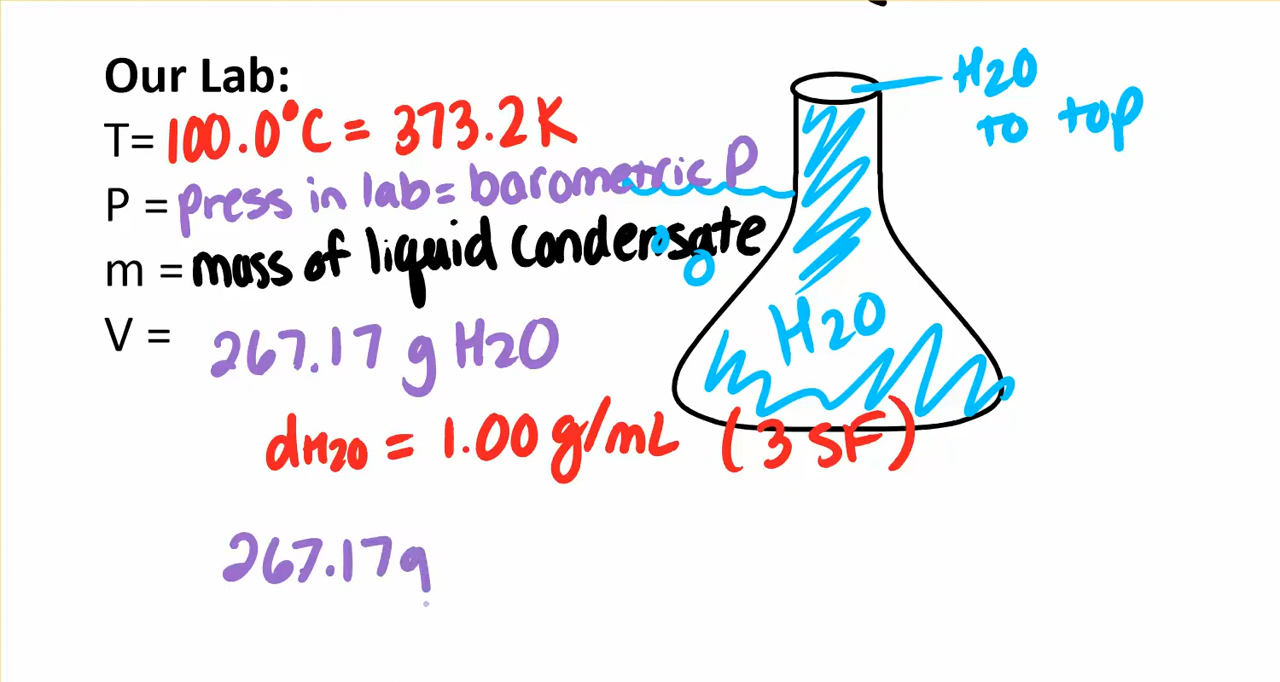 Our Lab:
T= 100.0°C = 373.2K
P = press in lab= barometric P
m = mass of liquid condensate
V = 267.17 g H2O
dH20 = 1.00 g/mL (3 SF)
267.17g
H2O
to top
H2O